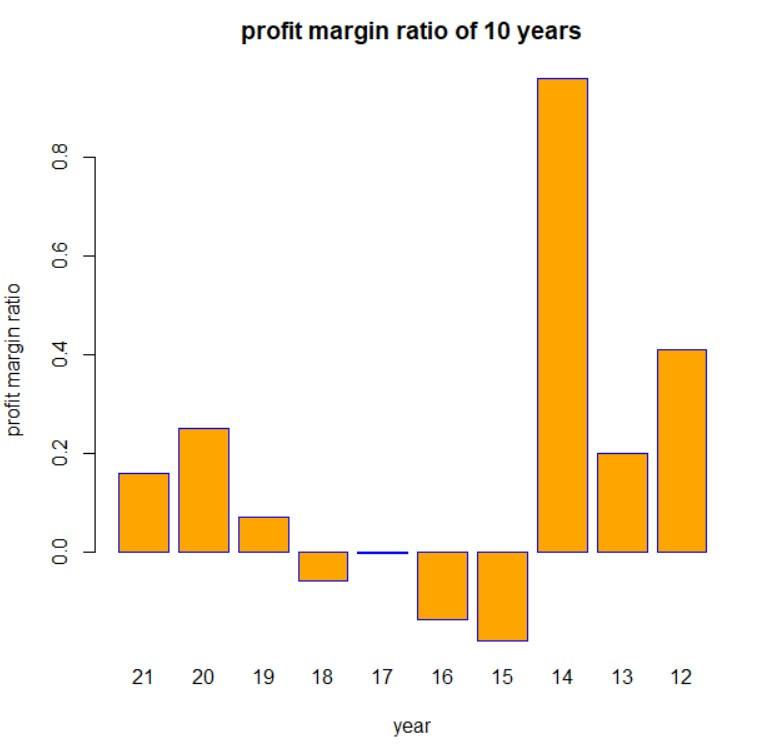 profit margin ratio of 10 years
profit margin ratio
0.8
0.6
0.4
0.2
0.0
21 20 19 18 17 16 15 14 13 12
year